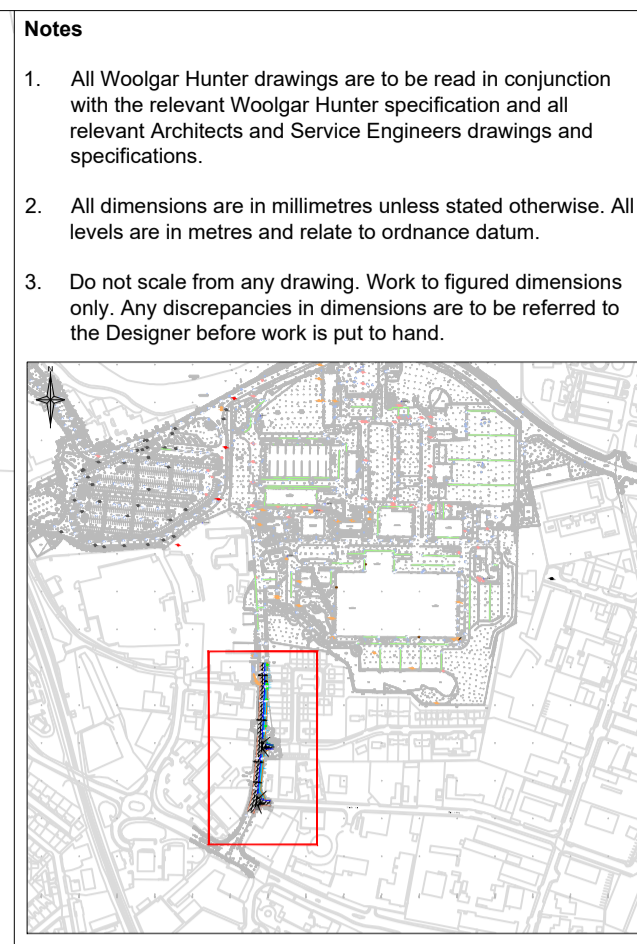 Notes
1. All Woolgar Hunter drawings are to be read in conjunction
with the relevant Woolgar Hunter specification and all
relevant Architects and Service Engineers drawings and
specifications.
2. All dimensions are in millimetres unless stated otherwise. All
levels are in metres and relate to ordnance datum.
3. Do not scale from any drawing. Work to figured dimensions
only. Any discrepancies in dimensions are to be referred to
the Designer before work is put to hand.
N